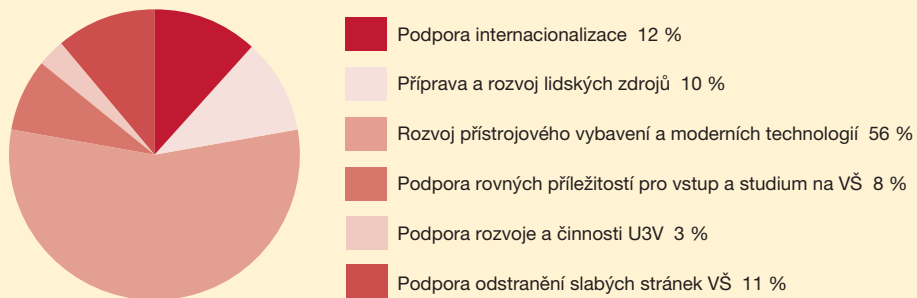 Podpora internacionalizace 12 %
Příprava a rozvoj lidských zdrojů 10 %
Rozvoj přístrojového vybavení a moderních technologií 56 %
Podpora rovných příležitostí pro vstup a studium na VŠ 8 %
Podpora rozvoje a činnosti U3V 3 %
Podpora odstranění slabých stránek VŠ 11 %